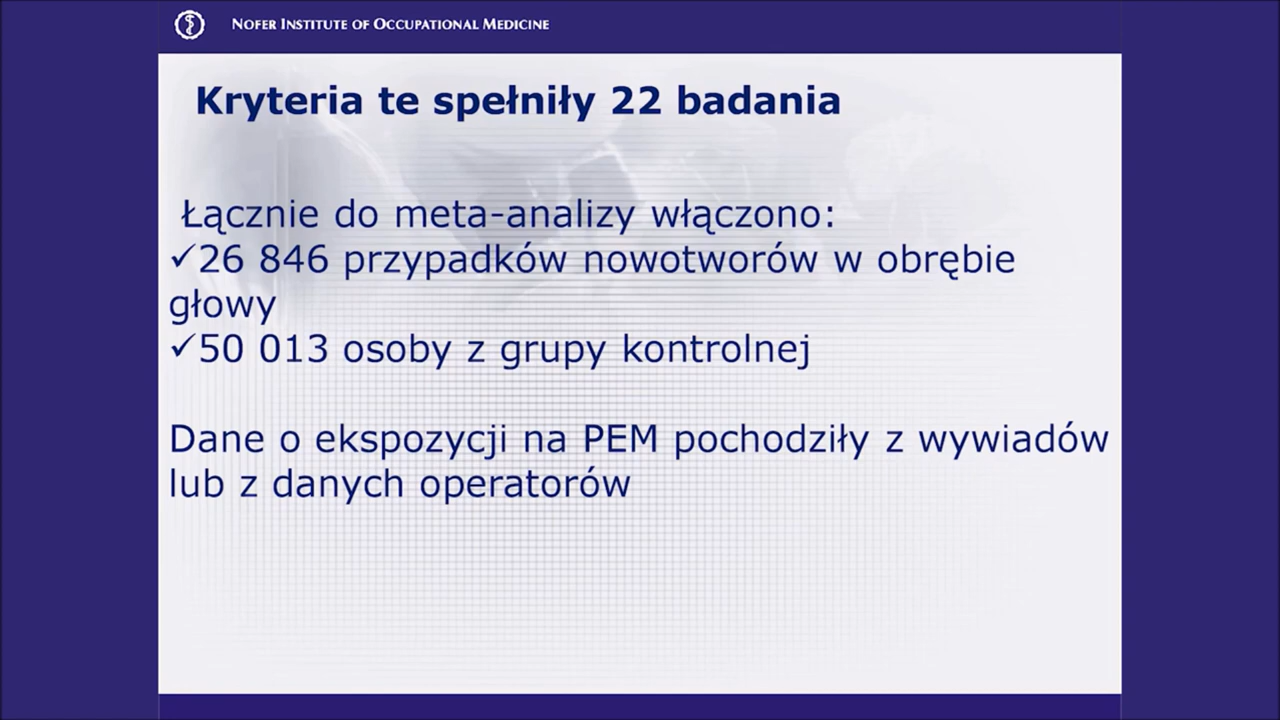 NOFER INSTITUTE OF OCCUPATIONAL MEDICINE
Kryteria te spełniły 22 badania
Łącznie do meta-analizy włączono:
✓26 846 przypadków nowotworów w obrębie
głowy
✓50 013 osoby z grupy kontrolnej
Dane o ekspozycji na PEM pochodziły z wywiadów
lub z danych operatorów